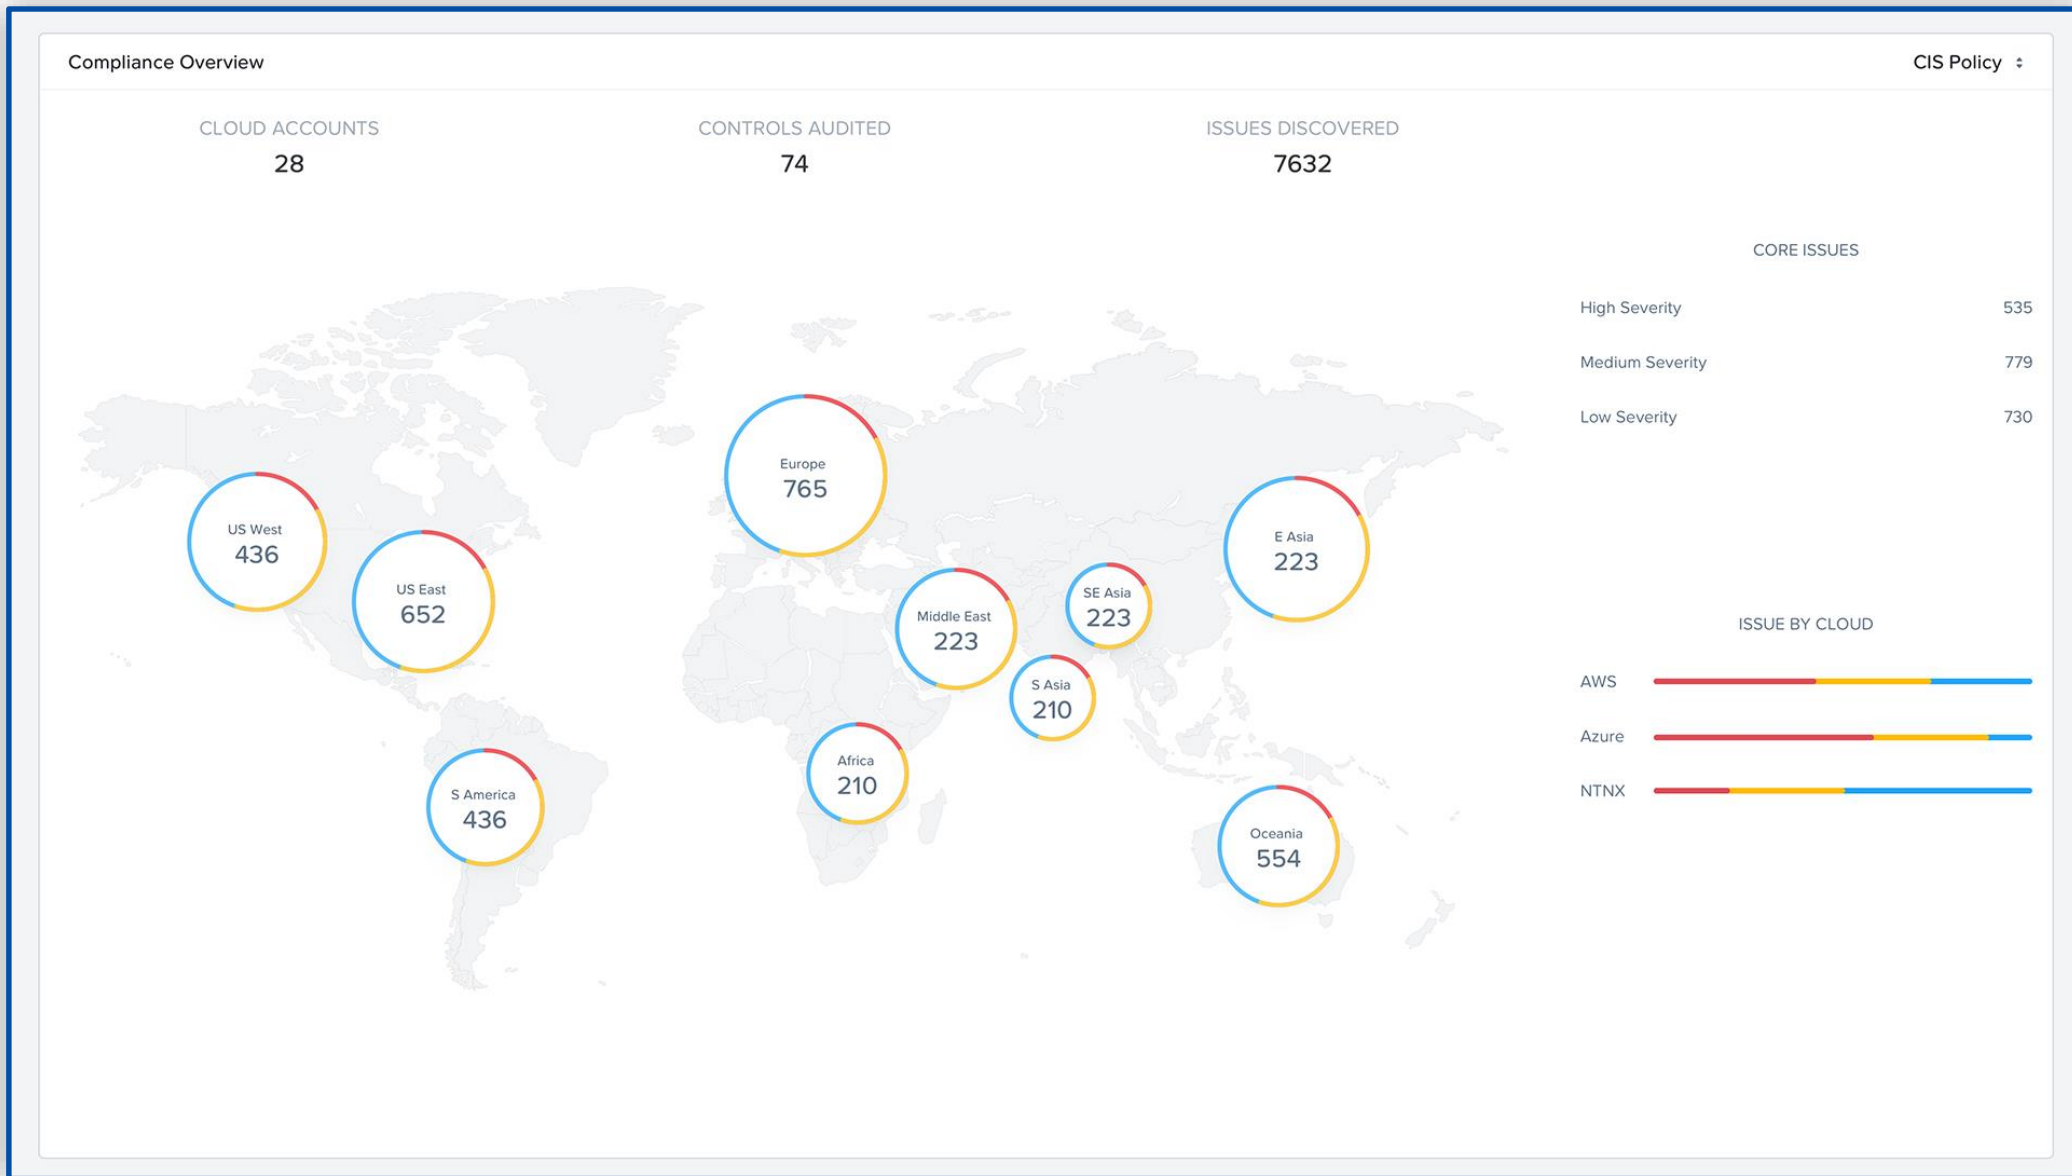 Compliance Overview
CIS Policy
CLOUD ACCOUNTS
28
CONTROLS AUDITED
74
ISSUES DISCOVERED
7632
CORE ISSUES
High Severity 535
Medium Severity 779
Low Severity 730
Europe
765
US West
436
US East
652
E Asia
223
SE Asia
223
Middle East
223
S Asia
210
Africa
210
S America
436
Oceania
554
ISSUE BY CLOUD
AWS
Azure
NTNX